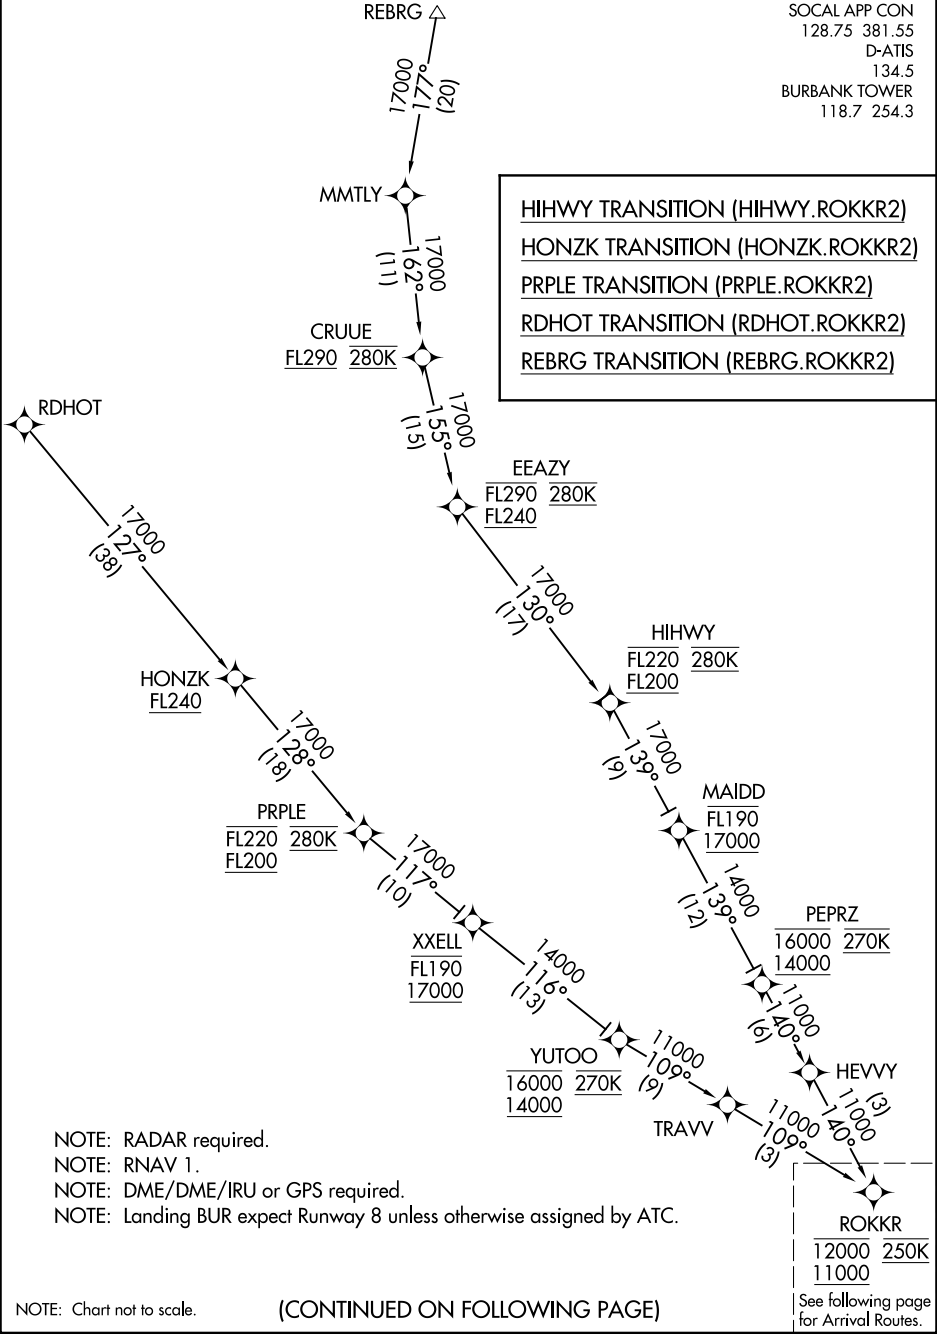 REBRG
SOCAL APP CON
128.75 381.55
D-ATIS
134.5
BURBANK TOWER
118.7 254.3
17000
177°
(20)
MMTLY
HIHWY TRANSITION (HIHWY.ROKKR2)
HONZK TRANSITION (HONZK.ROKKR2)
PRPLE TRANSITION (PRPLE.ROKKR2)
RDHOT TRANSITION (RDHOT.ROKKR2)
REBRG TRANSITION (REBRG.ROKKR2)
17000
162°
(11)
CRUUE
FL290 280K
17000
155°
(15)
RDHOT
EEAZY
FL290 280K
FL240
17000
127°
(38)
17000
130°
(17)
HIHWY
FL220 280K
FL200
HONZK
FL240
17000
128°
(18)
17000
139°
(9)
MAIDD
FL190
17000
PRPLE
FL220 280K
FL200
17000
117°
(10)
14000
139°
(12)
PEPRZ
16000 270K
14000
XXELL
FL190
17000
14000
116°
(13)
11000
140°
(6)
YUTOO
16000 270K
14000
11000
109°
(9)
HEVVY
(3)
11000
140°
TRAVV
11000
109°
(3)
NOTE: RADAR required.
NOTE: RNAV 1.
NOTE: DME/DME/IRU or GPS required.
NOTE: Landing BUR expect Runway 8 unless otherwise assigned by ATC.
ROKKR
12000 250K
11000
See following page
for Arrival Routes.
NOTE: Chart not to scale.
(CONTINUED ON FOLLOWING PAGE)